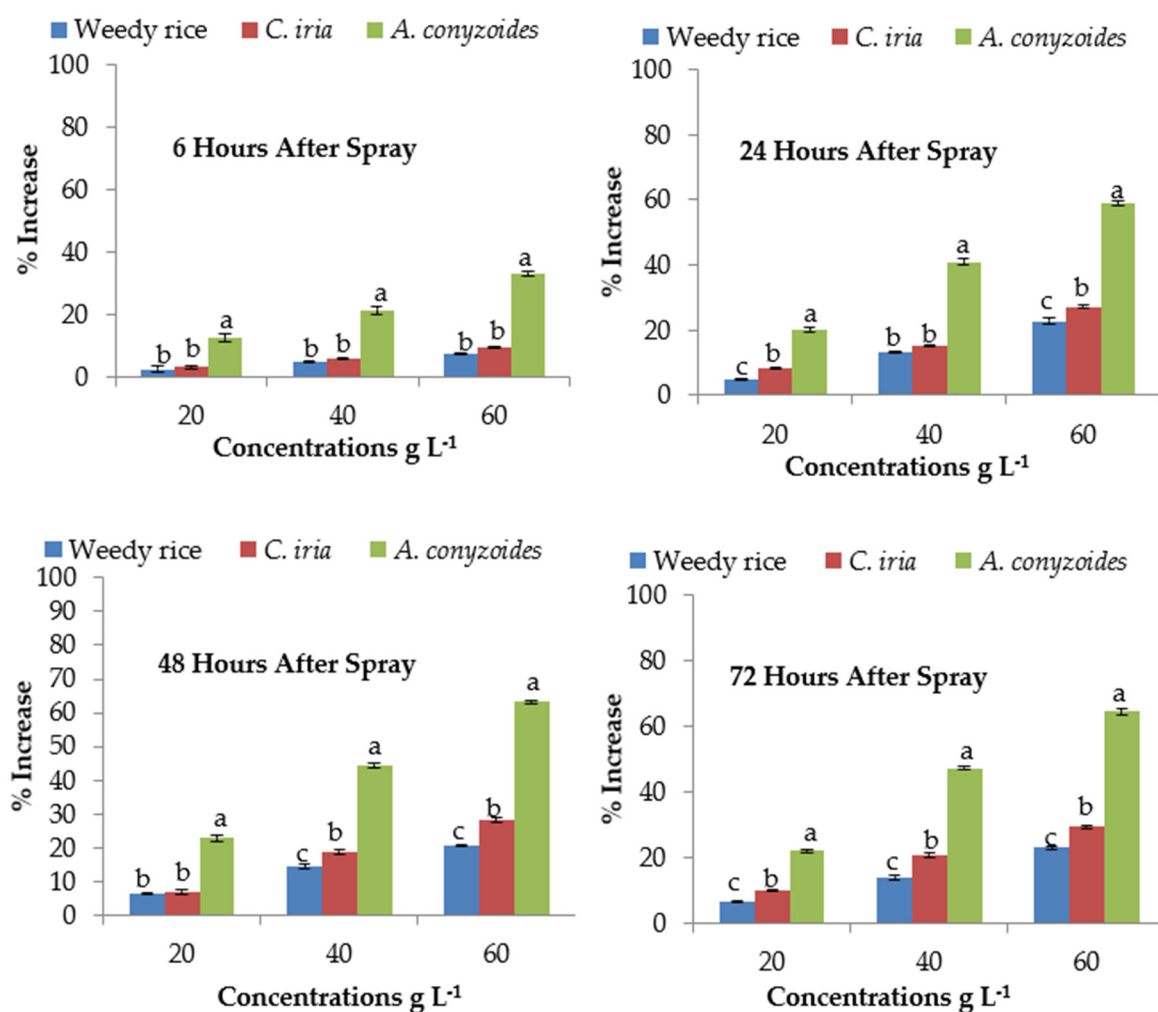 Weedy rice C. iria A. conyzoides
100
80
60
40
20
0
% Increase
6 Hours After Spray
b b a
b b a
b b a
20 40 60
Concentrations g L-1
Weedy rice C. iria A. conyzoides
100
80
60
40
20
0
% Increase
24 Hours After Spray
c b a
b b a
c b a
20 40 60
Concentrations g L-1
Weedy rice C. iria A. conyzoides
100
90
80
70
60
50
40
30
20
10
0
% Increase
48 Hours After Spray
b b a
c b a
c b a
20 40 60
Concentrations g L-1
Weedy rice C. iria A. conyzoides
100
80
60
40
20
0
% Increase
72 Hours After Spray
c b a
c b a
c b a
20 40 60
Concentrations g L-1